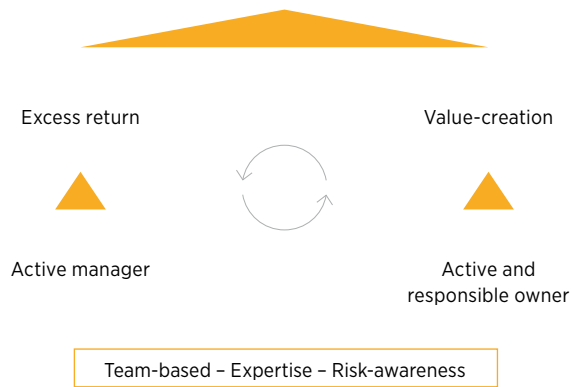 Excess return
Value-creation
Active manager
Active and
responsible owner
Team-based – Expertise – Risk-awareness